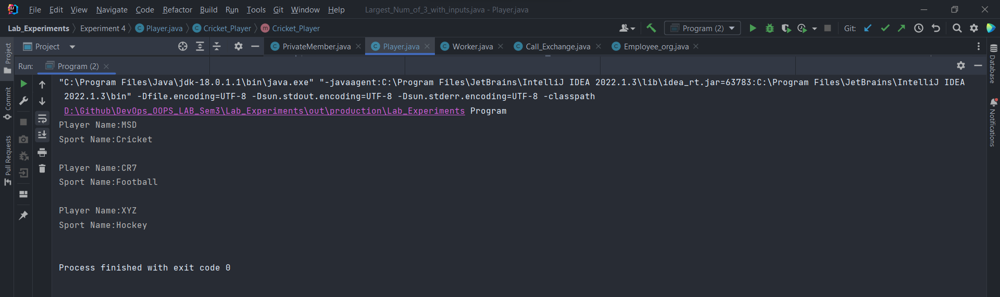 File Edit View Navigate Code Refactor Build Run Tools Git Window Help Largest_Num_of_3_with_inputs.java - Player.java
Lab_Experiments Experiment 4 Player.java Cricket_Player Cricket_Player Program (2) Git:
Project PrivateMember.java Player.java Worker.java Call_Exchange.java Employee_org.java
Run: Program (2)
"C:\Program Files\Java\jdk-18.0.1.1\bin\java.exe" "-javaagent:C:\Program Files\JetBrains\IntelliJ IDEA 2022.1.3\lib\idea_rt.jar=63783:C:\Program Files\JetBrains\IntelliJ IDEA
2022.1.3\bin" -Dfile.encoding=UTF-8 -Dsun.stdout.encoding=UTF-8 -Dsun.stderr.encoding=UTF-8 -classpath
D:\Github\DevOps_OOPS_LAB_Sem3\Lab_Experiments\out\production\Lab_Experiments Program
Player Name:MSD
Sport Name:Cricket
Player Name:CR7
Sport Name:Football
Player Name:XYZ
Sport Name:Hockey
Process finished with exit code 0
Project
Commit
Pull Requests
Database
Notifications